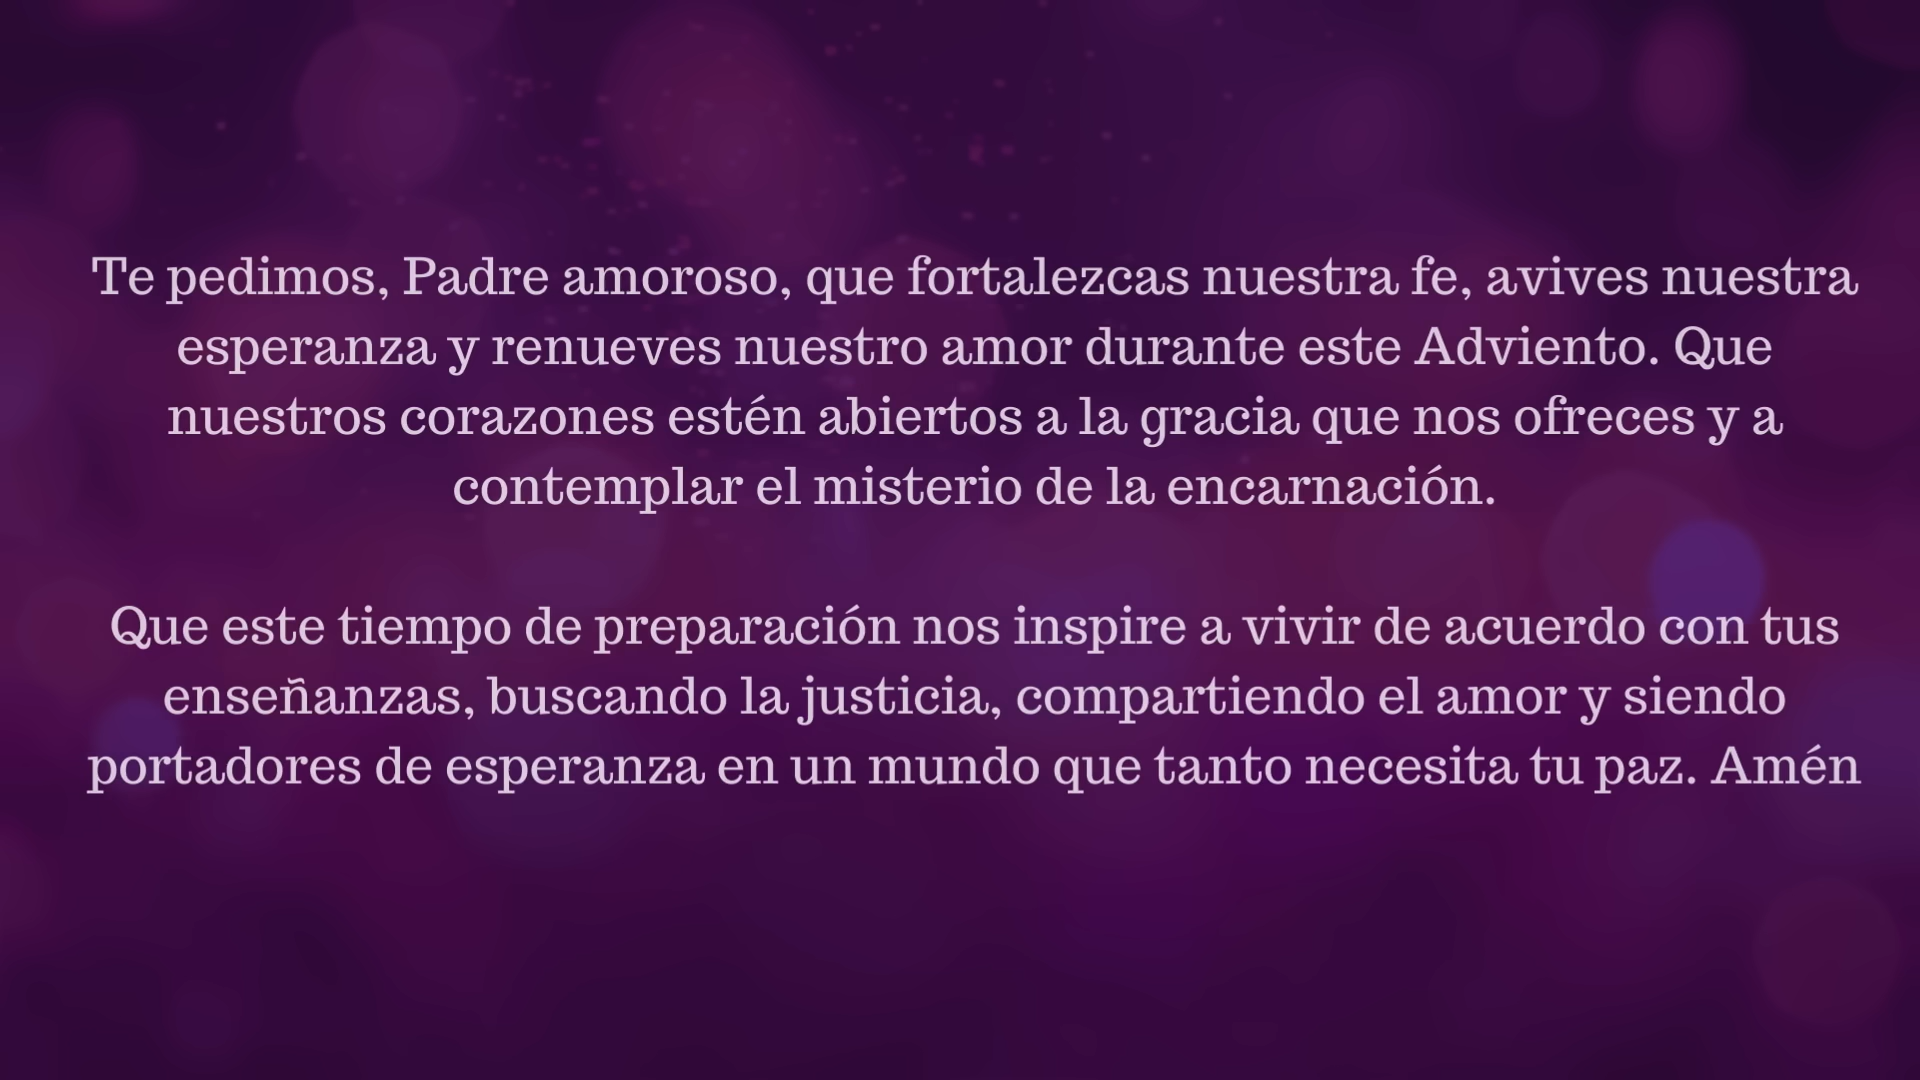 Te pedimos, Padre amoroso, que fortalezcas nuestra fe, avives nuestra
esperanza y renueves nuestro amor durante este Adviento. Que
nuestros corazones estén abiertos a la gracia que nos ofreces y a
contemplar el misterio de la encarnación.
Que este tiempo de preparación nos inspire a vivir de acuerdo con tus
enseñanzas, buscando la justicia, compartiendo el amor y siendo
portadores de esperanza en un mundo que tanto necesita tu paz. Amén